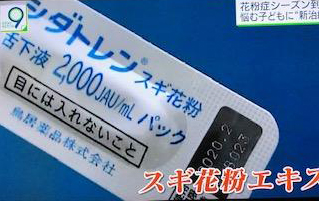 9
花粉症シーズン到
悩む子どもに"新治
シダトレン® スギ花粉
舌下液 2,000JAU/mL パック
目には入れないこと
鳥居薬品株式会社
2020.2
スギ花粉エキス